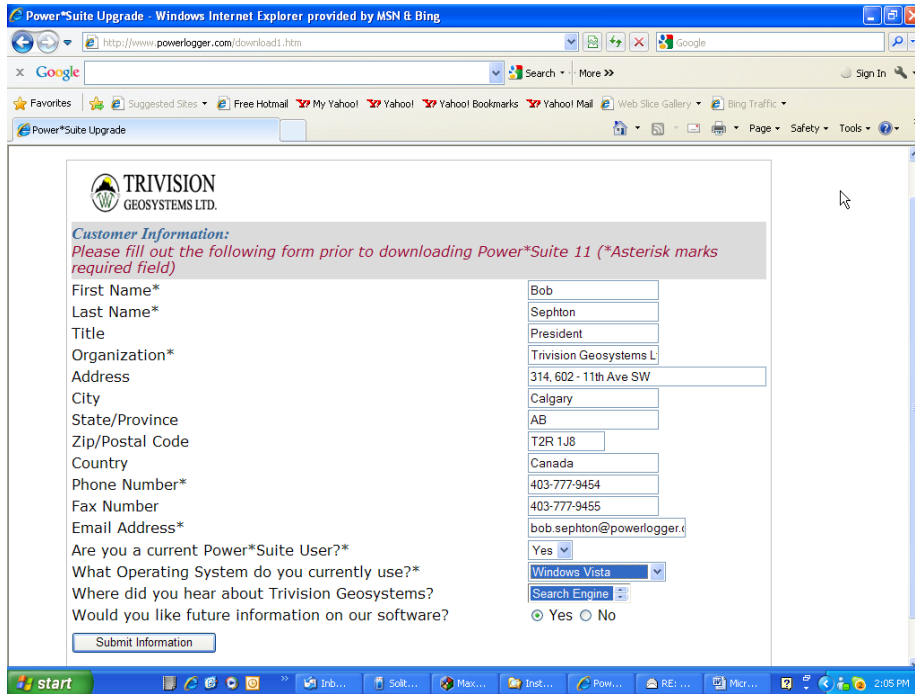 Power*Suite Upgrade - Windows Internet Explorer provided by MSN & Bing
http://www.powerlogger.com/download1.htm
Google
x Google Search More >> Sign In
Favorites Suggested Sites Free Hotmail My Yahoo! Yahoo! Yahoo! Bookmarks Yahoo! Mail Web Slice Gallery Bing Traffic
Power*Suite Upgrade Page Safety Tools
TRIVISION
GEOSYSTEMS LTD.
Customer Information:
Please fill out the following form prior to downloading Power*Suite 11 (*Asterisk marks
required field)
First Name* Bob
Last Name* Sephton
Title President
Organization* Trivision Geosystems L
Address 314, 602 - 11th Ave SW
City Calgary
State/Province AB
Zip/Postal Code T2R 1J8
Country Canada
Phone Number* 403-777-9454
Fax Number 403-777-9455
Email Address* bob.sephton@powerlogger.c
Are you a current Power*Suite User?* Yes
What Operating System do you currently use?* Windows Vista
Where did you hear about Trivision Geosystems? Search Engine
Would you like future information on our software? Yes No
Submit Information
start Inb... Solit... Max... Inst... Pow... RE: ... Micr... 2:05 PM